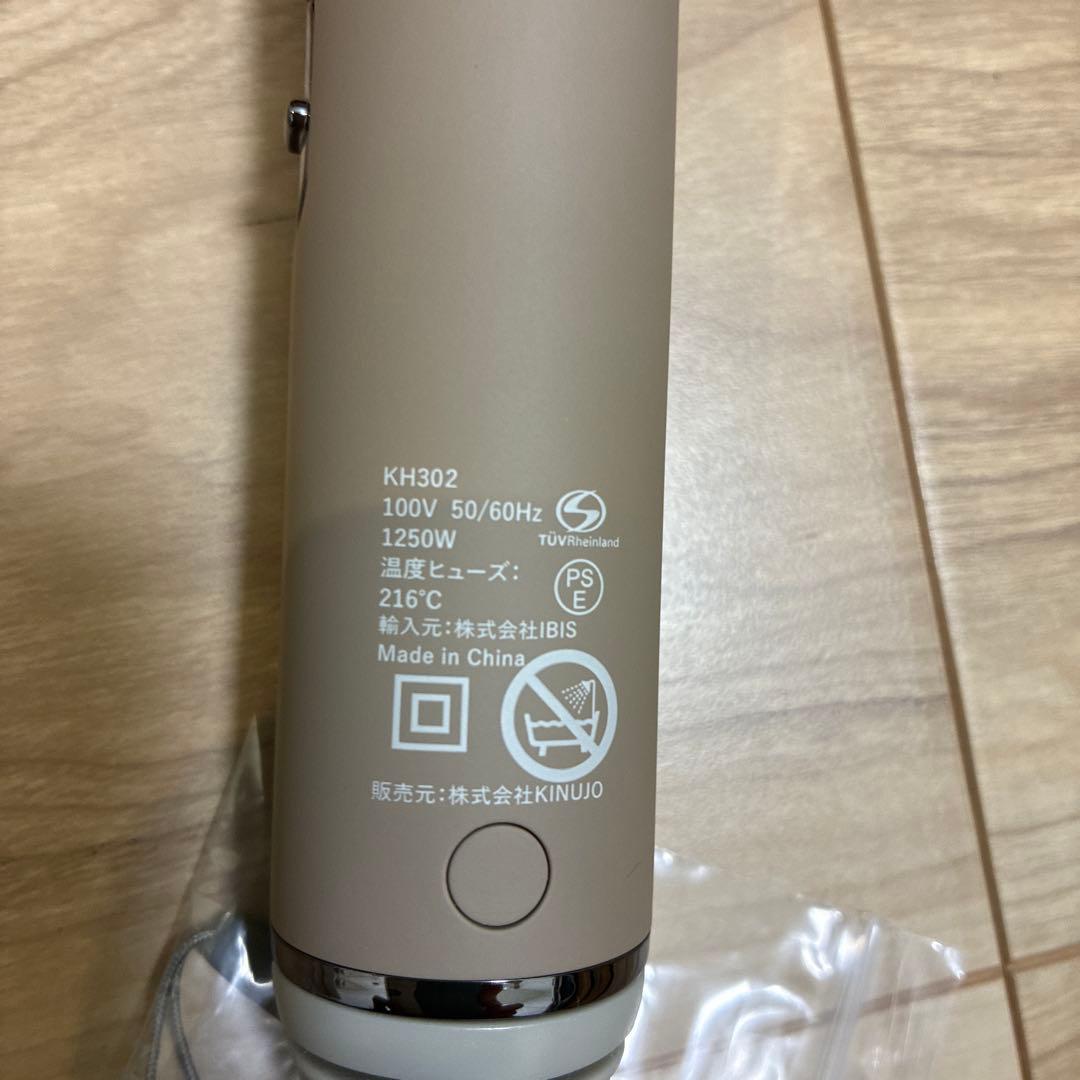 KH302
100V 50/60Hz
1250W
TÜVRheinland
温度ヒューズ：
216℃
PS
E
輸入元：株式会社IBIS
Made in China
販売元：株式会社KINUJO